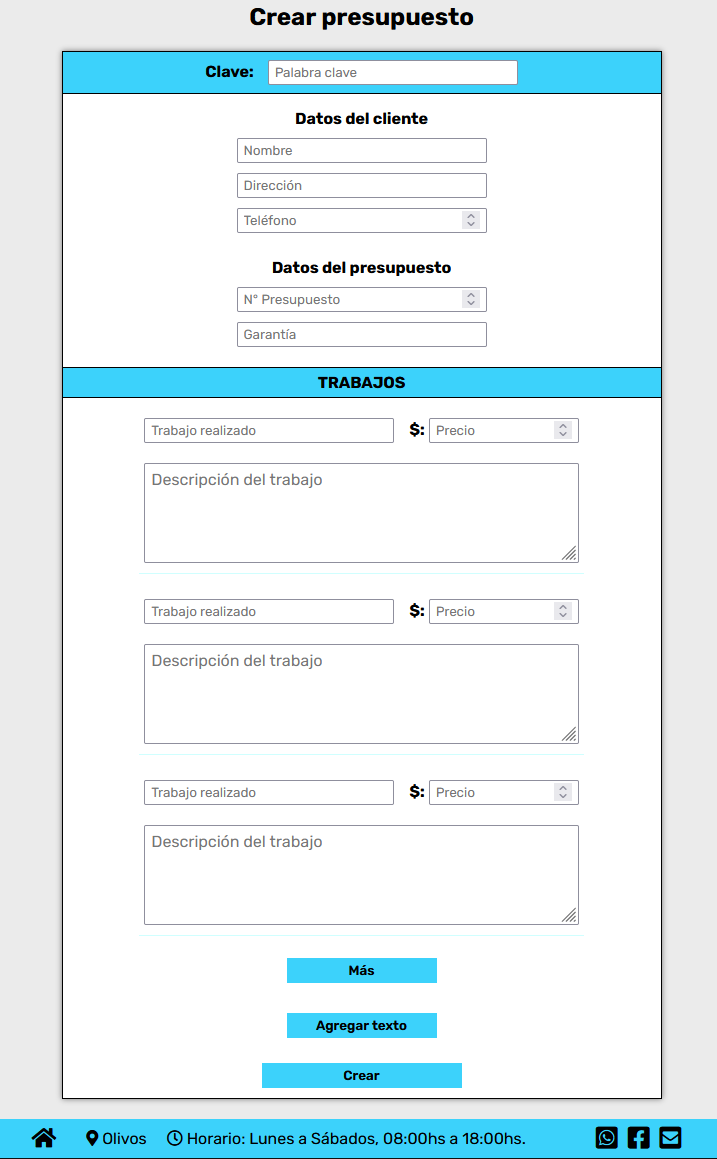 Crear presupuesto
Clave: Palabra clave
Datos del cliente
Nombre
Dirección
Teléfono
Datos del presupuesto
N° Presupuesto
Garantía
TRABAJOS
Trabajo realizado $: Precio
Descripción del trabajo
Trabajo realizado $: Precio
Descripción del trabajo
Trabajo realizado $: Precio
Descripción del trabajo
Más
Agregar texto
Crear
Olivos Horario: Lunes a Sábados, 08:00hs a 18:00hs.